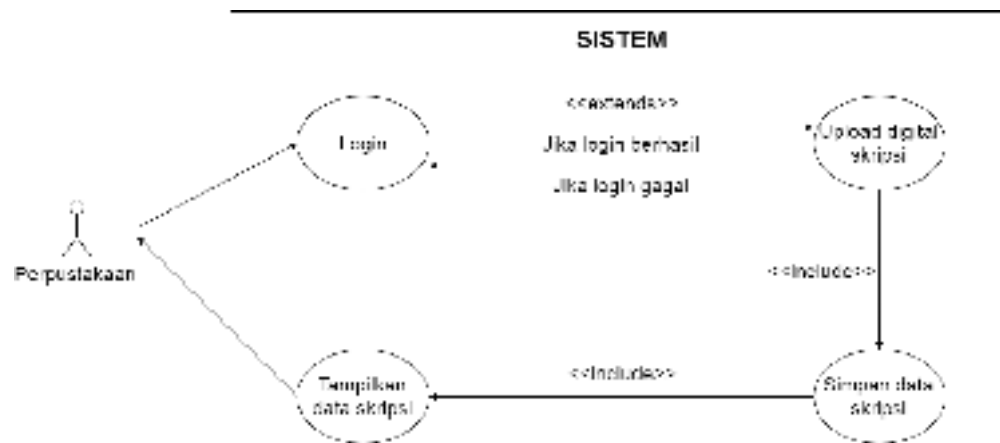 SISTEM
<<extends>>
Login
Jika login berhasil
Upload digital
skripsi
Jika login gagal
Perpustakaan
<<include>>
<<include>>
Tampilkan
data skripsi
Simpan data
skripsi